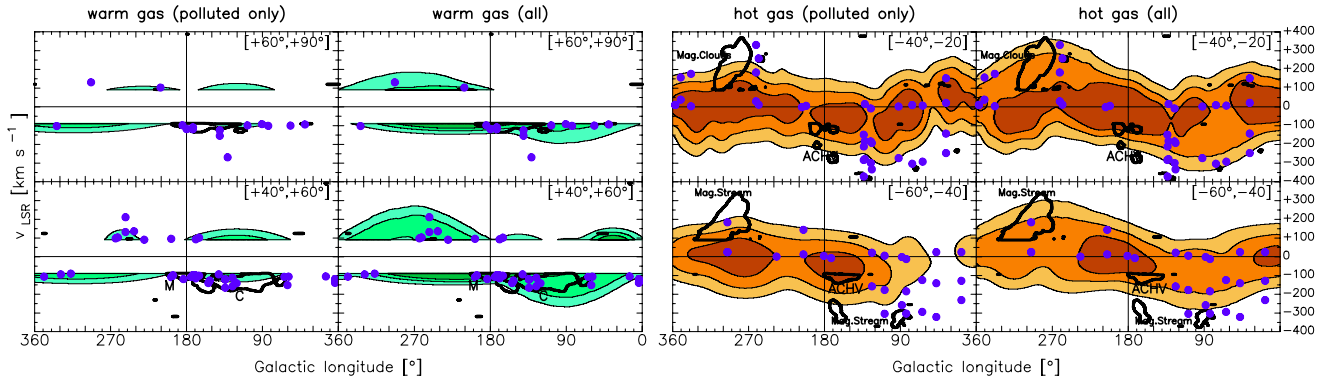 warm gas (polluted only)
warm gas (all)
hot gas (polluted only)
hot gas (all)
[+60°,+90°]
[+60°,+90°]
[−40°,−20°]
[−40°,−20°]
Mag.Clouds
Mag.Clouds
ACHV
ACHV
+400
+300
+200
+100
0
−100
−200
−300
−400
[+40°,+60°]
[+40°,+60°]
[−60°,−40°]
[−60°,−40°]
Mag.Stream
Mag.Stream
M
C
M
C
ACHV
ACHV
Mag.Stream
Mag.Stream
+300
+200
+100
0
−100
−200
−300
−400
v LSR [km s −1]
360 270 180 90 360 270 180 90 0
360 270 180 90 360 270 180 90
Galactic longitude [°]
Galactic longitude [°]
Galactic longitude [°]
Galactic longitude [°]